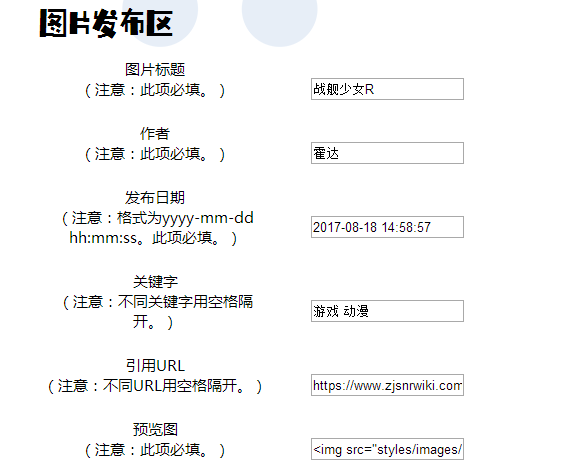 图片发布区
图片标题
（注意：此项必填。）
战舰少女R
作者
（注意：此项必填。）
霍达
发布日期
（注意：格式为yyyy-mm-dd
hh:mm:ss。此项必填。）
2017-08-18 14:58:57
关键字
（注意：不同关键字用空格隔
开。）
游戏 动漫
引用URL
（注意：不同URL用空格隔开。）
https://www.zjsnrwiki.com
预览图
（注意：此项必填。）
<img src="styles/images/